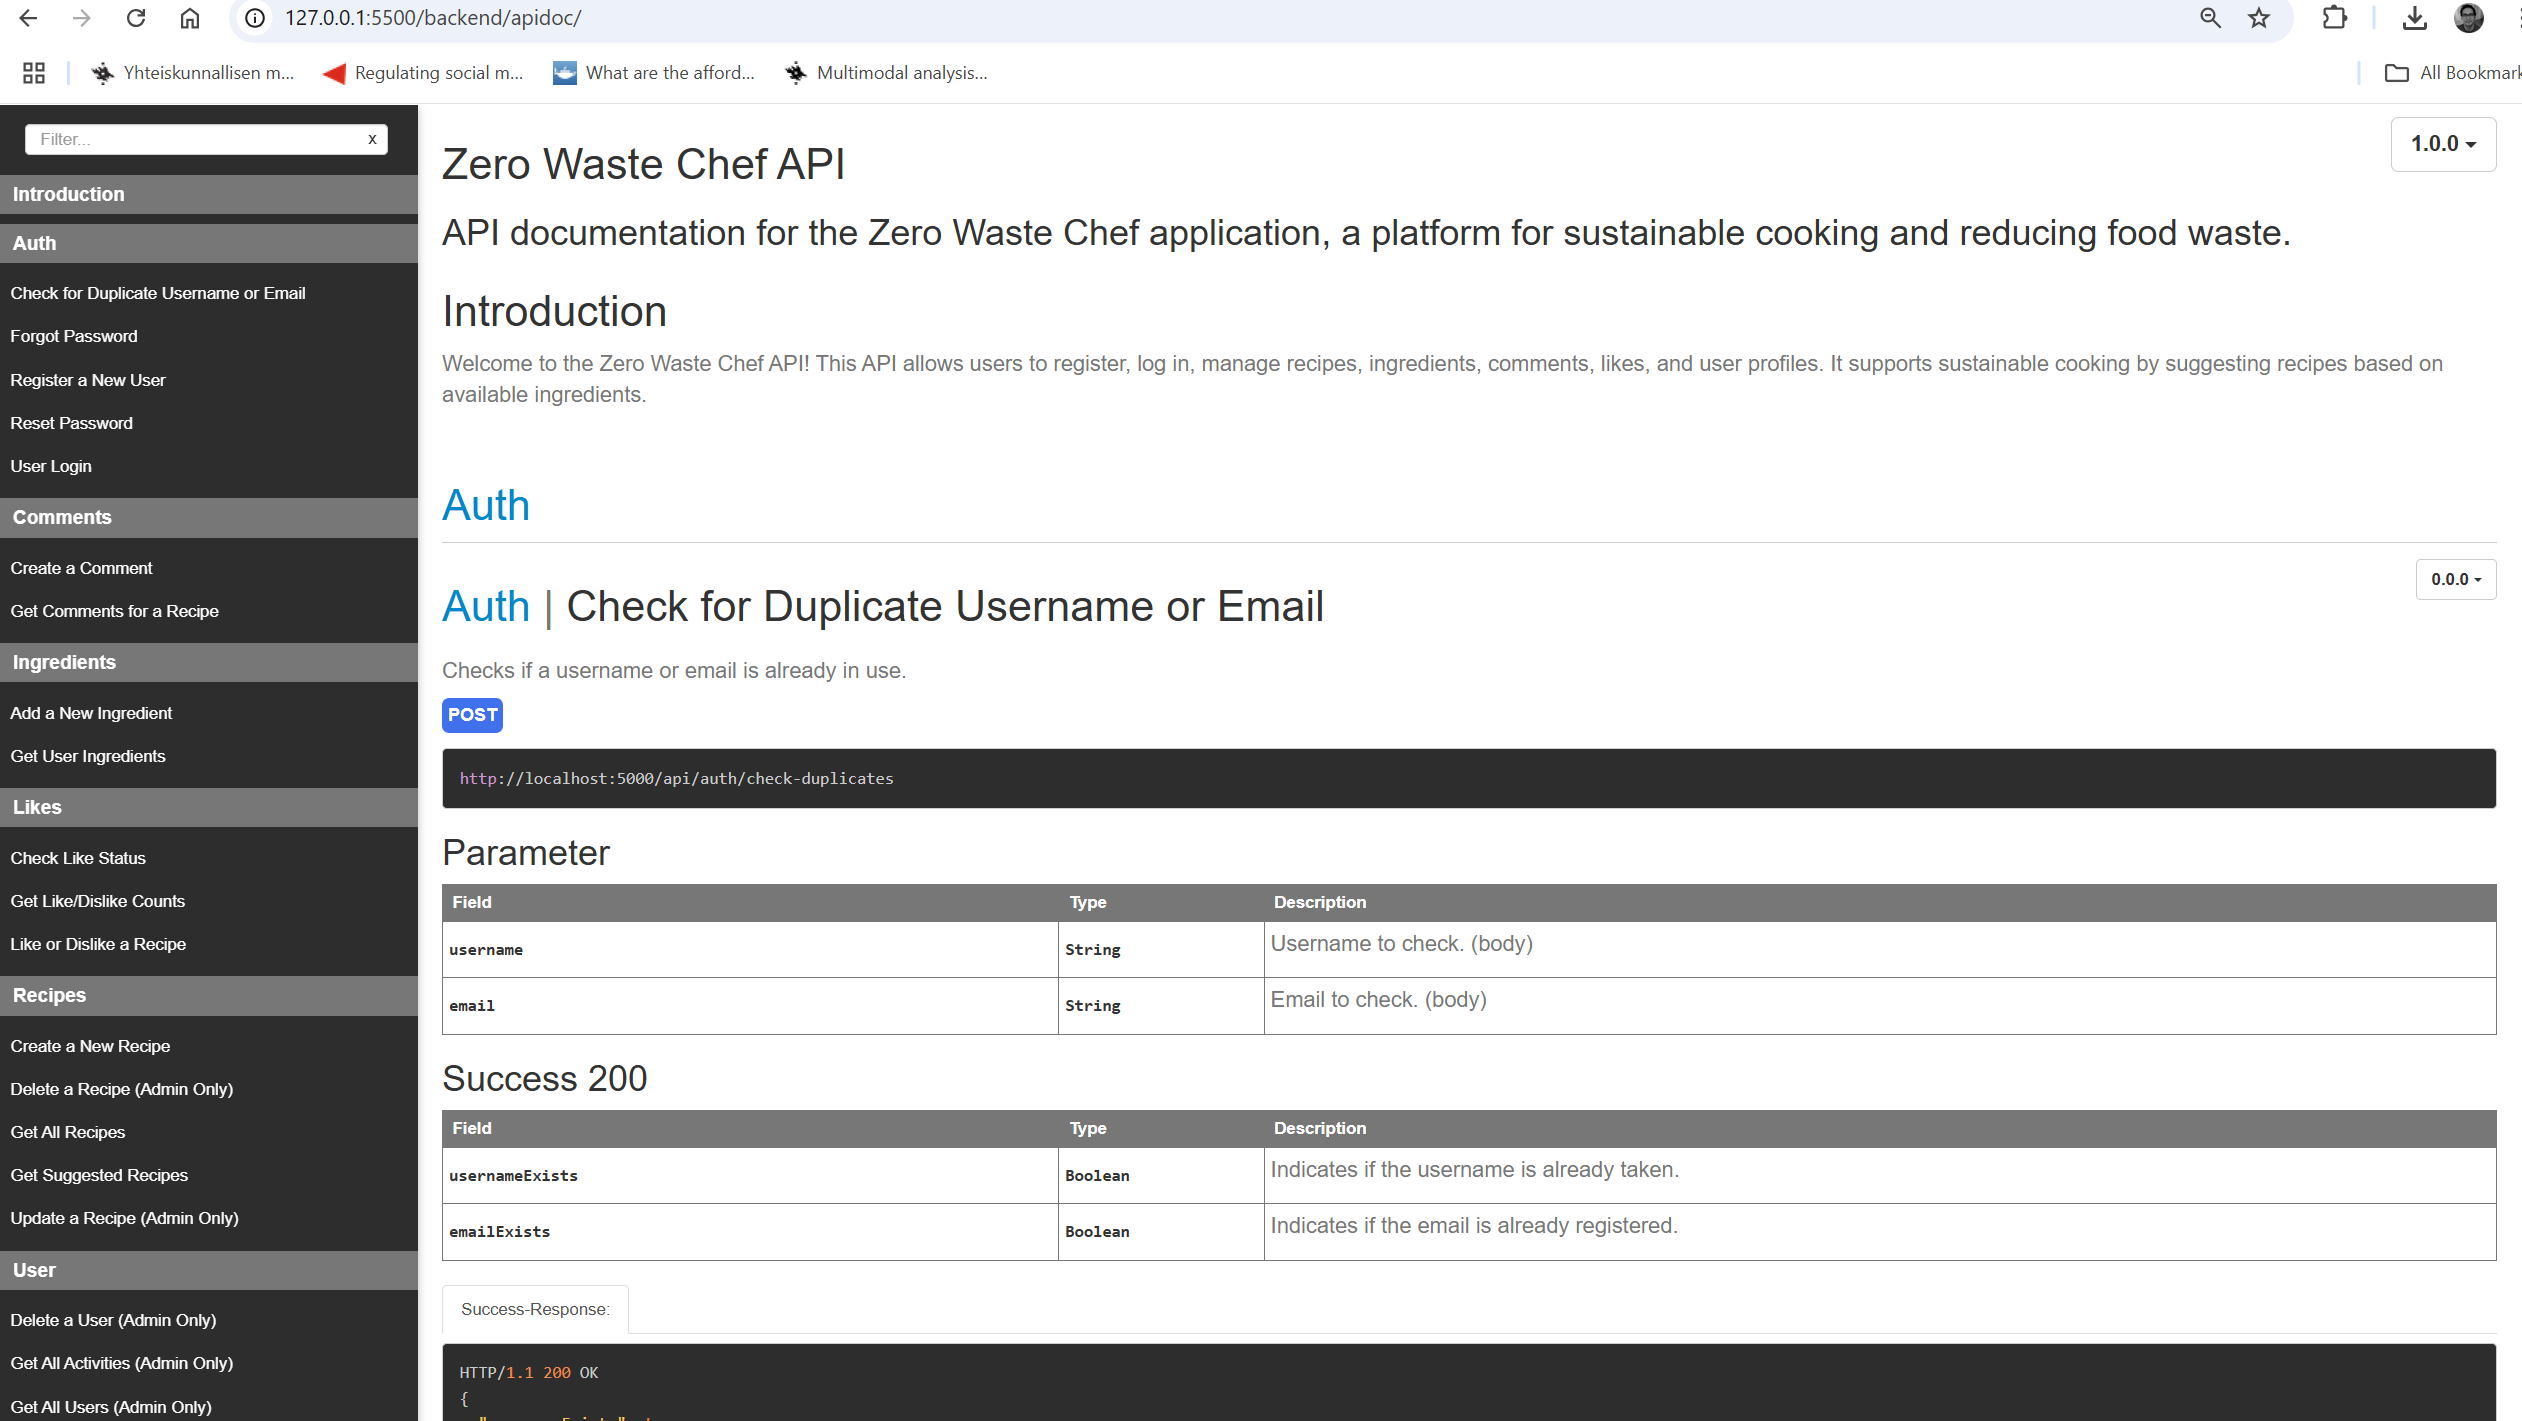 127.0.0.1:5500/backend/apidoc/
Yhteiskunnallisen m...
Regulating social m...
What are the afford...
Multimodal analysis...
All Bookmark
Filter...
x
Introduction
Auth
Check for Duplicate Username or Email
Forgot Password
Register a New User
Reset Password
User Login
Comments
Create a Comment
Get Comments for a Recipe
Ingredients
Add a New Ingredient
Get User Ingredients
Likes
Check Like Status
Get Like/Dislike Counts
Like or Dislike a Recipe
Recipes
Create a New Recipe
Delete a Recipe (Admin Only)
Get All Recipes
Get Suggested Recipes
Update a Recipe (Admin Only)
User
Delete a User (Admin Only)
Get All Activities (Admin Only)
Get All Users (Admin Only)
Zero Waste Chef API
1.0.0
API documentation for the Zero Waste Chef application, a platform for sustainable cooking and reducing food waste.
Introduction
Welcome to the Zero Waste Chef API! This API allows users to register, log in, manage recipes, ingredients, comments, likes, and user profiles. It supports sustainable cooking by suggesting recipes based on
available ingredients.
Auth
Auth | Check for Duplicate Username or Email
0.0.0
Checks if a username or email is already in use.
POST
http://localhost:5000/api/auth/check-duplicates
Parameter
Field Type Description
username String Username to check. (body)
email String Email to check. (body)
Success 200
Field Type Description
usernameExists Boolean Indicates if the username is already taken.
emailExists Boolean Indicates if the email is already registered.
Success-Response:
HTTP/1.1 200 OK
{